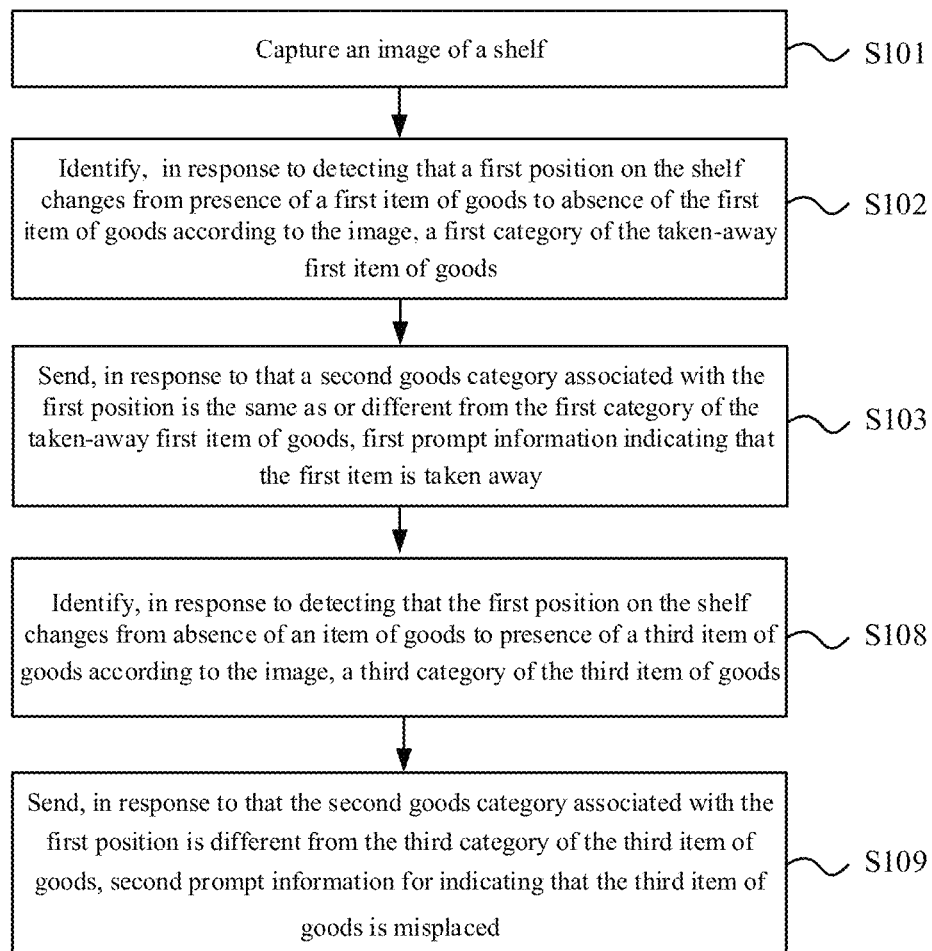 Capture an image of a shelf
S101
Identify, in response to detecting that a first position on the shelf
changes from presence of a first item of goods to absence of the first
item of goods according to the image, a first category of the taken-away
first item of goods
S102
Send, in response to that a second goods category associated with the
first position is the same as or different from the first category of the
taken-away first item of goods, first prompt information indicating that
the first item is taken away
S103
Identify, in response to detecting that the first position on the shelf
changes from absence of an item of goods to presence of a third item of
goods according to the image, a third category of the third item of goods
S108
Send, in response to that the second goods category associated with the
first position is different from the third category of the third item of
goods, second prompt information for indicating that the third item of
goods is misplaced
S109